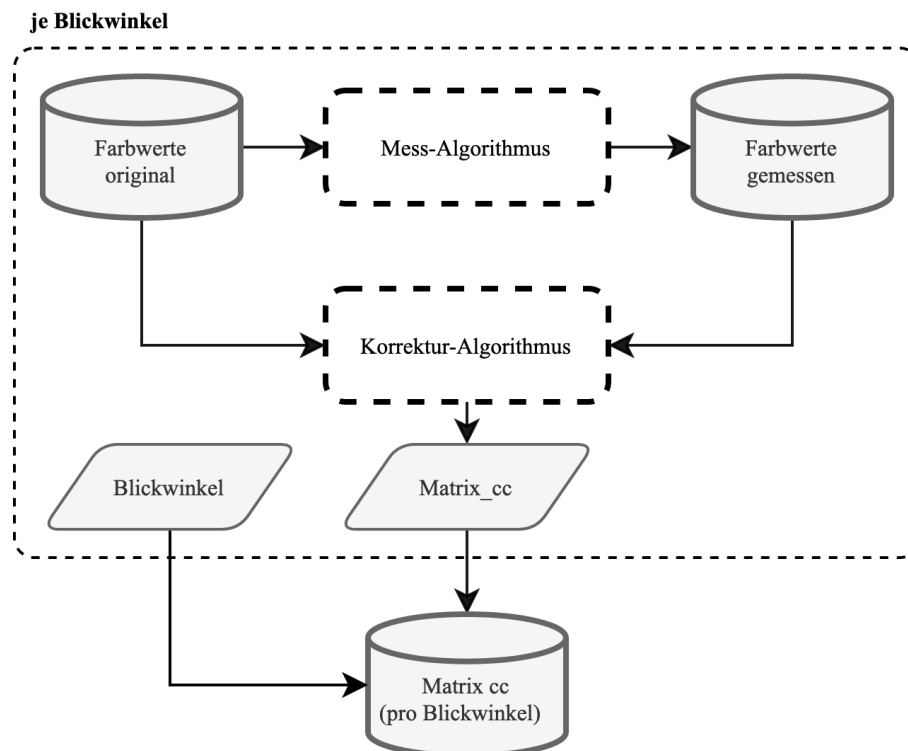 je Blickwinkel
Farbwerte
original
Mess-Algorithmus
Farbwerte
gemessen
Korrektur-Algorithmus
Blickwinkel
Matrix_cc
Matrix cc
(pro Blickwinkel)